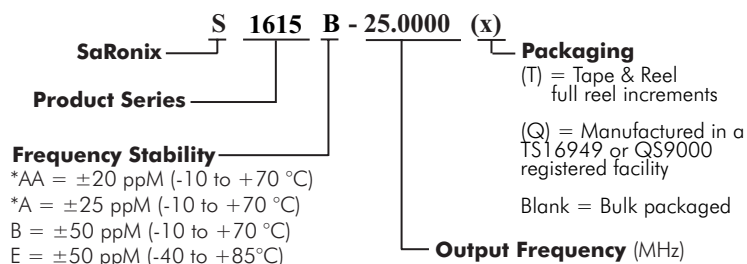 S 1615 B - 25.0000 (x)
SaRonix
Product Series
Frequency Stability
*AA = ±20 ppM (-10 to +70 °C)
*A = ±25 ppM (-10 to +70 °C)
B = ±50 ppM (-10 to +70 °C)
E = ±50 ppM (-40 to +85°C)
Packaging
(T) = Tape & Reel
full reel increments
(Q) = Manufactured in a
TS16949 or QS9000
registered facility
Blank = Bulk packaged
Output Frequency (MHz)